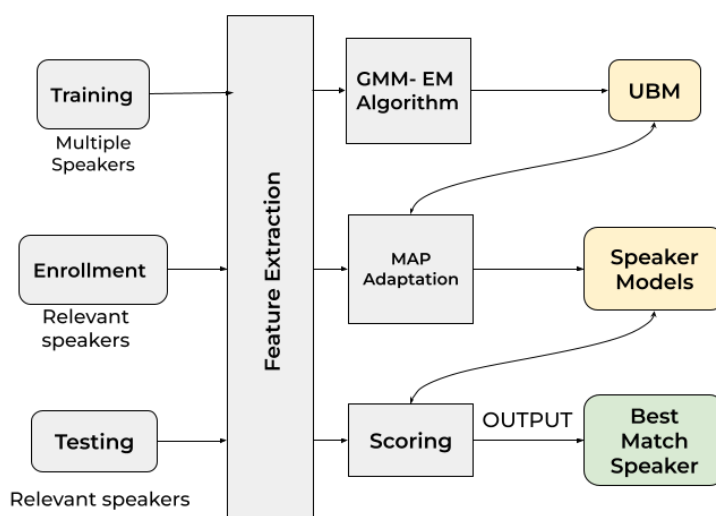 Training
Multiple
Speakers
Enrollment
Relevant
speakers
Testing
Relevant speakers
Feature Extraction
GMM- EM
Algorithm
UBM
MAP
Adaptation
Speaker
Models
Scoring
OUTPUT
Best
Match
Speaker